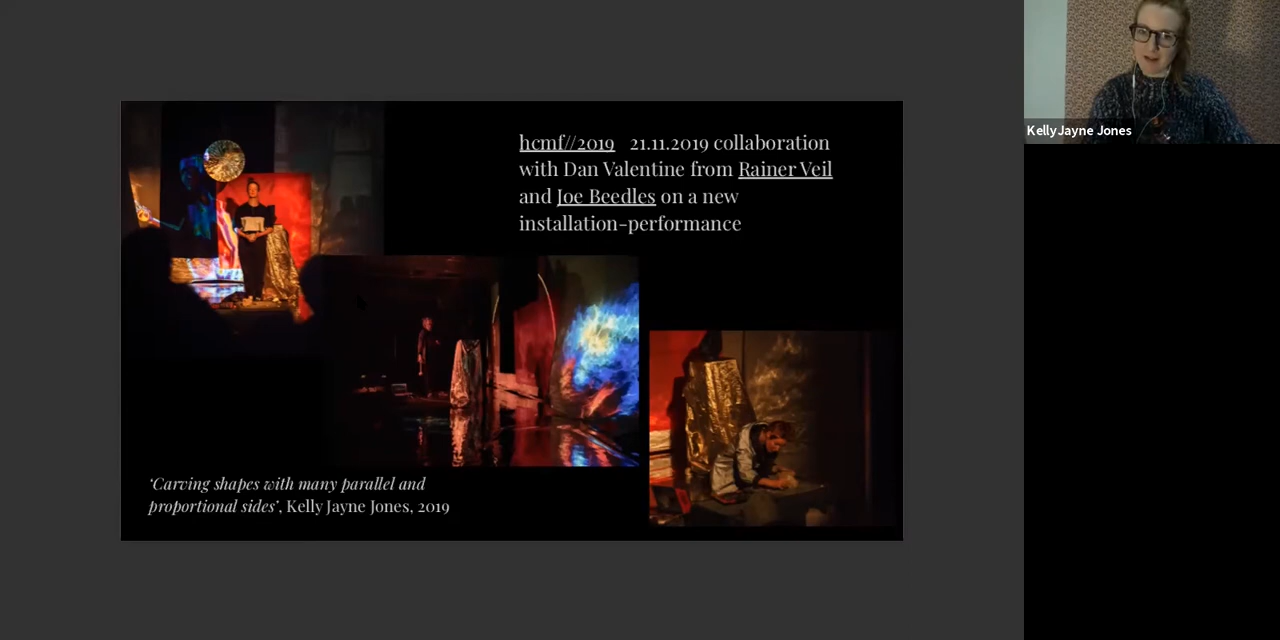 KellyJayne Jones
hcmf//2019 21.11.2019 collaboration
with Dan Valentine from Rainer Veil
and Joe Beedles on a new
installation-performance
‘Carving shapes with many parallel and
proportional sides’, Kelly Jayne Jones, 2019